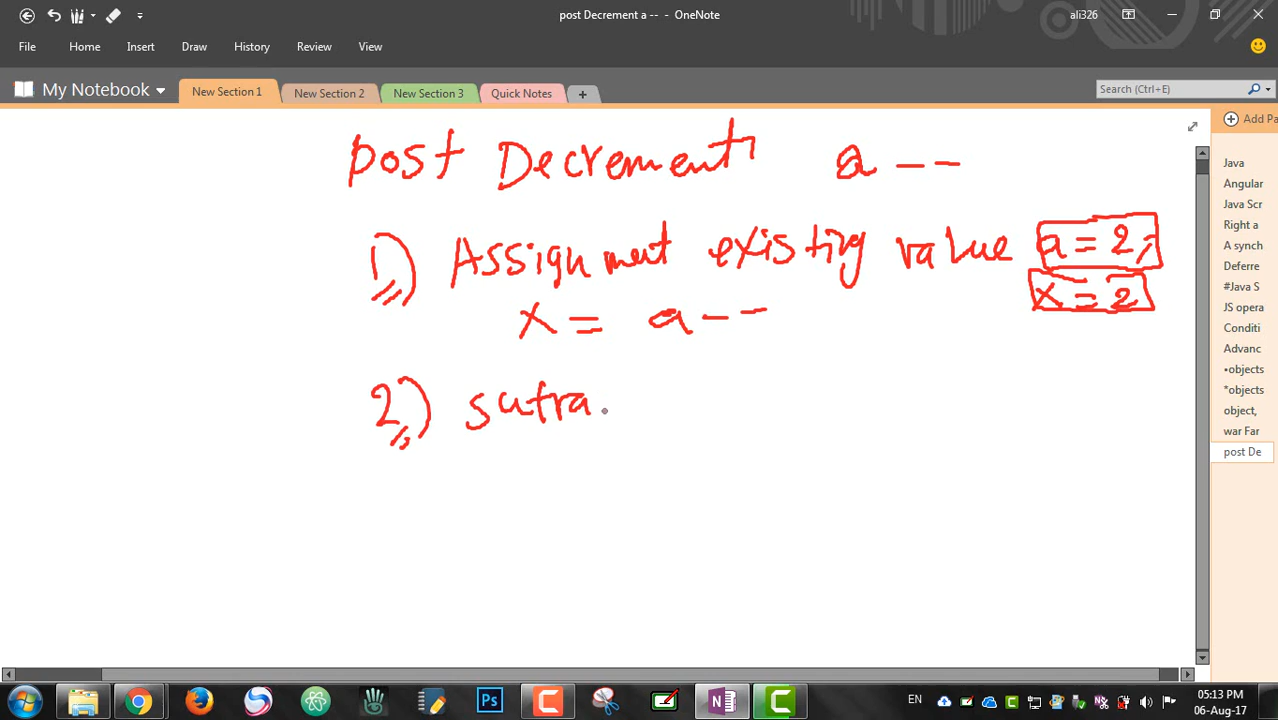 post Decrement a -- - OneNote
ali326
File Home Insert Draw History Review View
My Notebook New Section 1 New Section 2 New Section 3 Quick Notes + Search (Ctrl+E)
Add Pa
post Decrement a --
1) Assignment existing value a = 2;
x = 2
x = a--
2) sutra
Java
Angular
Java Scr
Right a
A synch
Deferre
#Java S
JS opera
Conditi
Advanc
•objects
*objects
object,
war Far
post De
Ps
EN
05:13 PM
06-Aug-17